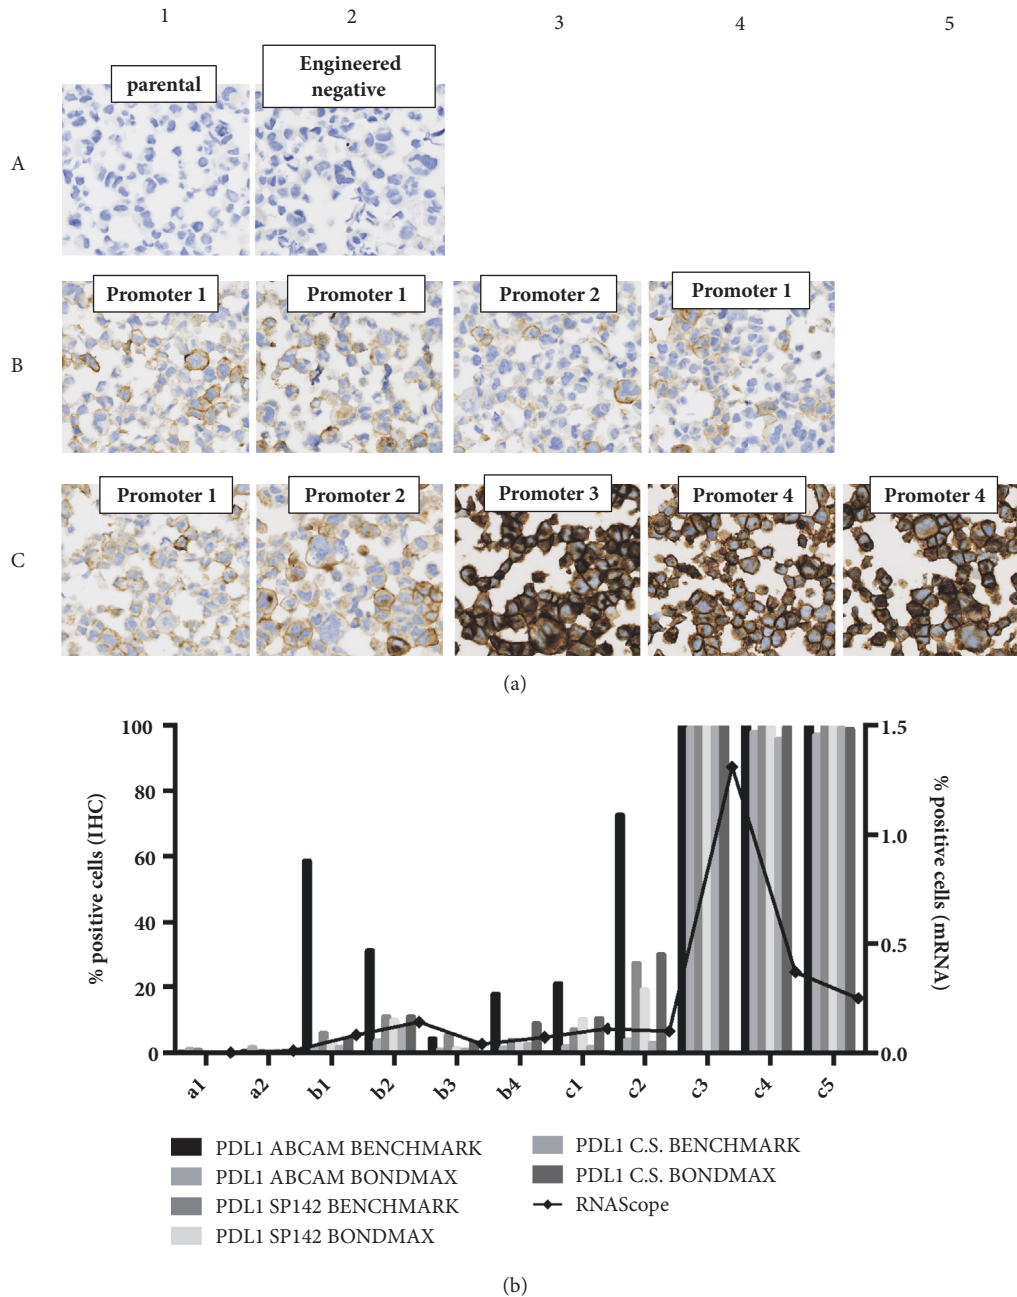 1 2 3 4 5
parental
Engineered
negative
A
Promoter 1 Promoter 1 Promoter 2 Promoter 1
B
Promoter 1 Promoter 2 Promoter 3 Promoter 4 Promoter 4
C
(a)
100 1.5
80
1.0
60
40
0.5
20
0 0.0
% positive cells (IHC)
% positive cells (mRNA)
a1 a2 b1 b2 b3 b4 c1 c2 c3 c4 c5
PDL1 ABCAM BENCHMARK
PDL1 ABCAM BONDMAX
PDL1 SP142 BENCHMARK
PDL1 SP142 BONDMAX
PDL1 C.S. BENCHMARK
PDL1 C.S. BONDMAX
RNAScope
(b)